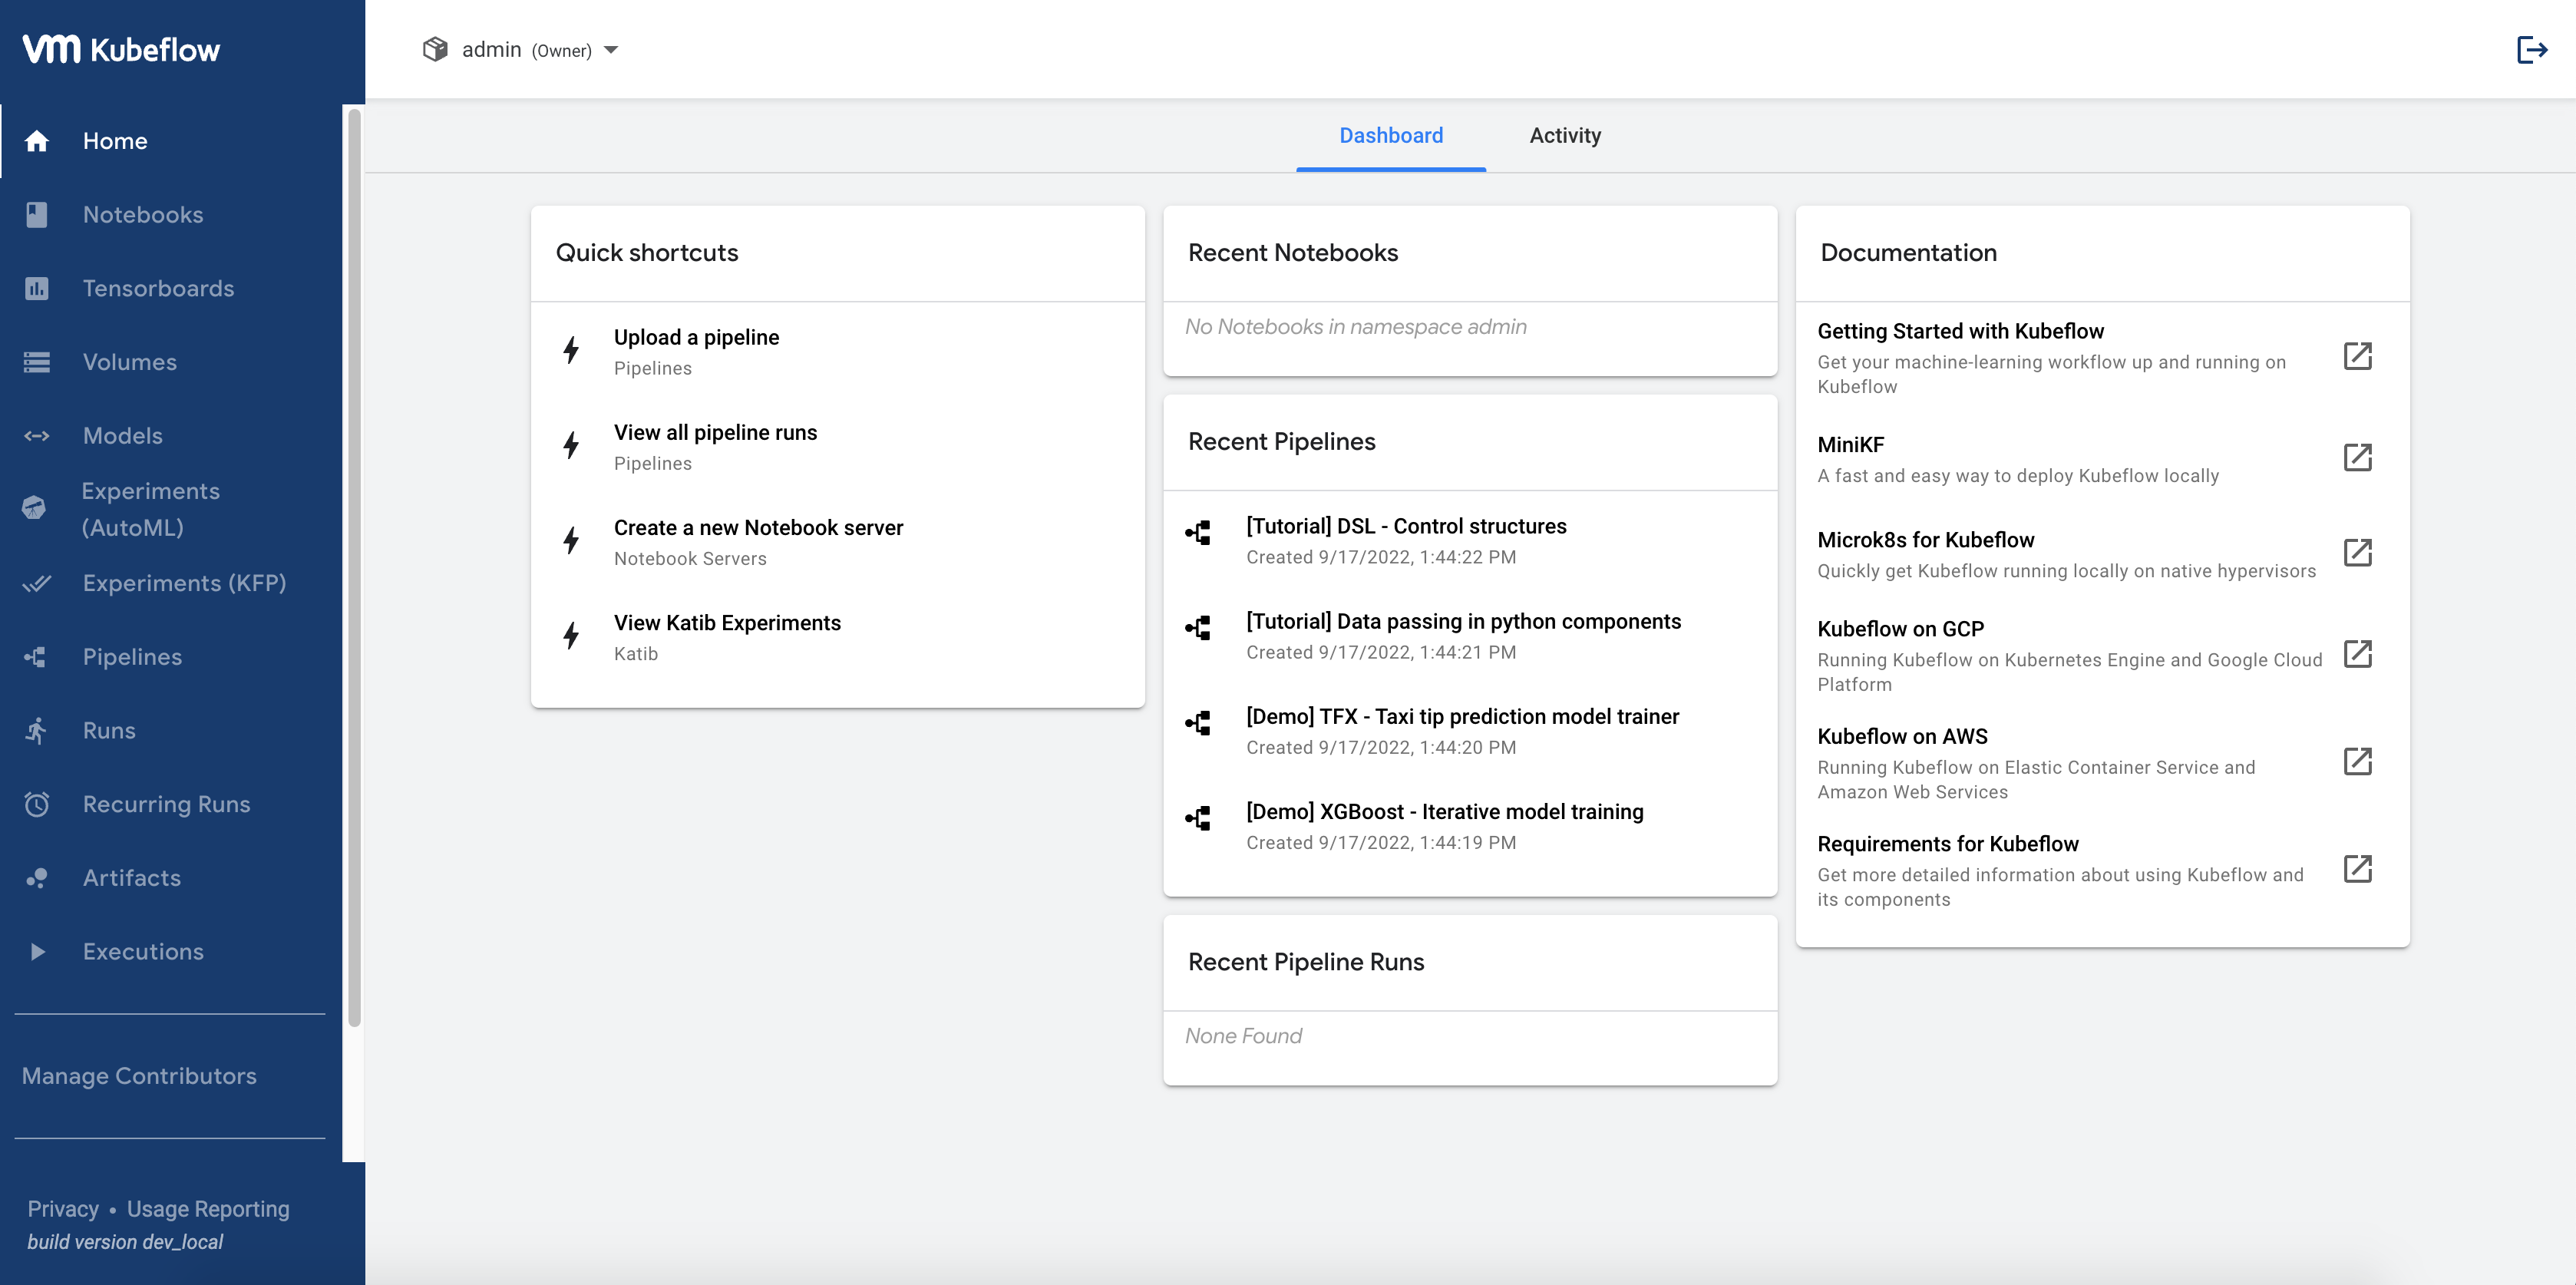 vm Kubeflow
admin (Owner)
Home
Notebooks
Tensorboards
Volumes
Models
Experiments
(AutoML)
Experiments (KFP)
Pipelines
Runs
Recurring Runs
Artifacts
Executions
Manage Contributors
Privacy • Usage Reporting
build version dev_local
Dashboard
Activity
Quick shortcuts
Upload a pipeline
Pipelines
View all pipeline runs
Pipelines
Create a new Notebook server
Notebook Servers
View Katib Experiments
Katib
Recent Notebooks
No Notebooks in namespace admin
Recent Pipelines
[Tutorial] DSL - Control structures
Created 9/17/2022, 1:44:22 PM
[Tutorial] Data passing in python components
Created 9/17/2022, 1:44:21 PM
[Demo] TFX - Taxi tip prediction model trainer
Created 9/17/2022, 1:44:20 PM
[Demo] XGBoost - Iterative model training
Created 9/17/2022, 1:44:19 PM
Recent Pipeline Runs
None Found
Documentation
Getting Started with Kubeflow
Get your machine-learning workflow up and running on
Kubeflow
MiniKF
A fast and easy way to deploy Kubeflow locally
Microk8s for Kubeflow
Quickly get Kubeflow running locally on native hypervisors
Kubeflow on GCP
Running Kubeflow on Kubernetes Engine and Google Cloud
Platform
Kubeflow on AWS
Running Kubeflow on Elastic Container Service and
Amazon Web Services
Requirements for Kubeflow
Get more detailed information about using Kubeflow and
its components